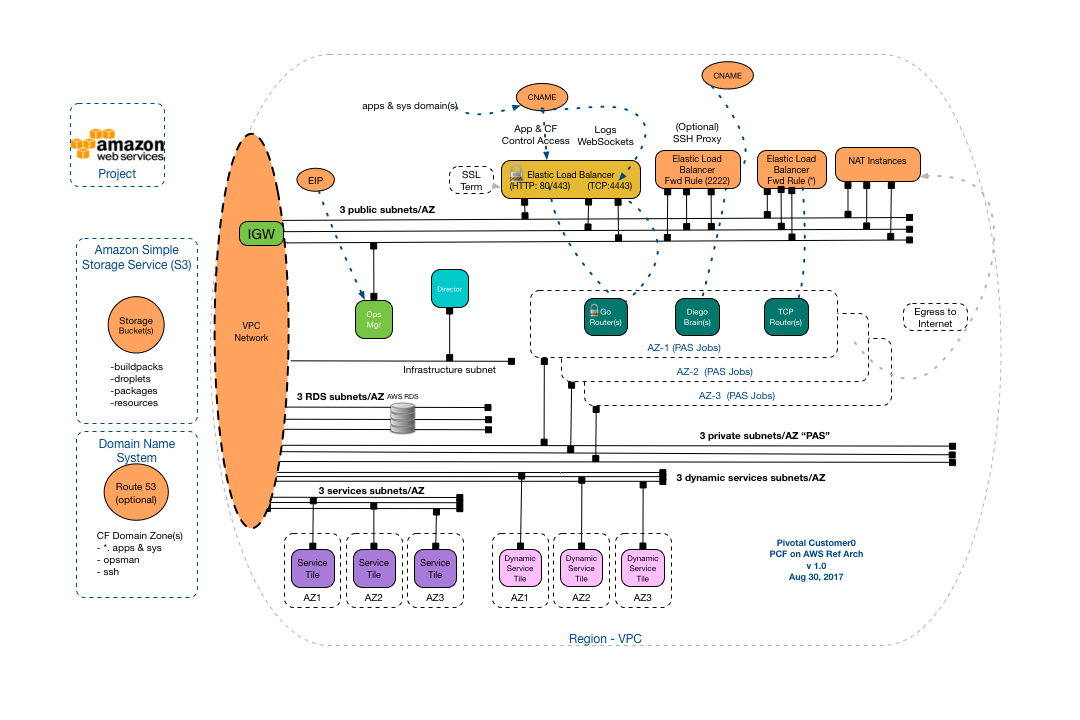 amazon
web services
Project
Amazon Simple
Storage Service (S3)
Storage
Bucket(s)
-buildpacks
-droplets
-packages
-resources
Domain Name
System
Route 53
(optional)
CF Domain Zone(s)
- *. apps & sys
- opsman
- ssh
IGW
VPC
Network
EIP
apps & sys domain(s)
CNAME
CNAME
App & CF
Control Access
Logs
WebSockets
(Optional)
SSH Proxy
SSL
Term
Elastic Load Balancer
(HTTP: 80/443)
(TCP:4443)
Elastic Load
Balancer
Fwd Rule (2222)
Elastic Load
Balancer
Fwd Rule (*)
NAT Instances
3 public subnets/AZ
Ops
Mgr
Director
Go
Router(s)
Diego
Brain(s)
TCP
Router(s)
Egress to
Internet
AZ-1 (PAS Jobs)
AZ-2 (PAS Jobs)
AZ-3 (PAS Jobs)
Infrastructure subnet
3 RDS subnets/AZ
AWS RDS
3 private subnets/AZ “PAS”
3 dynamic services subnets/AZ
3 services subnets/AZ
Service
Tile
AZ1
Service
Tile
AZ2
Service
Tile
AZ3
Dynamic
Service
Tile
AZ1
Dynamic
Service
Tile
AZ2
Dynamic
Service
Tile
AZ3
Pivotal Customer0
PCF on AWS Ref Arch
v 1.0
Aug 30, 2017
Region - VPC